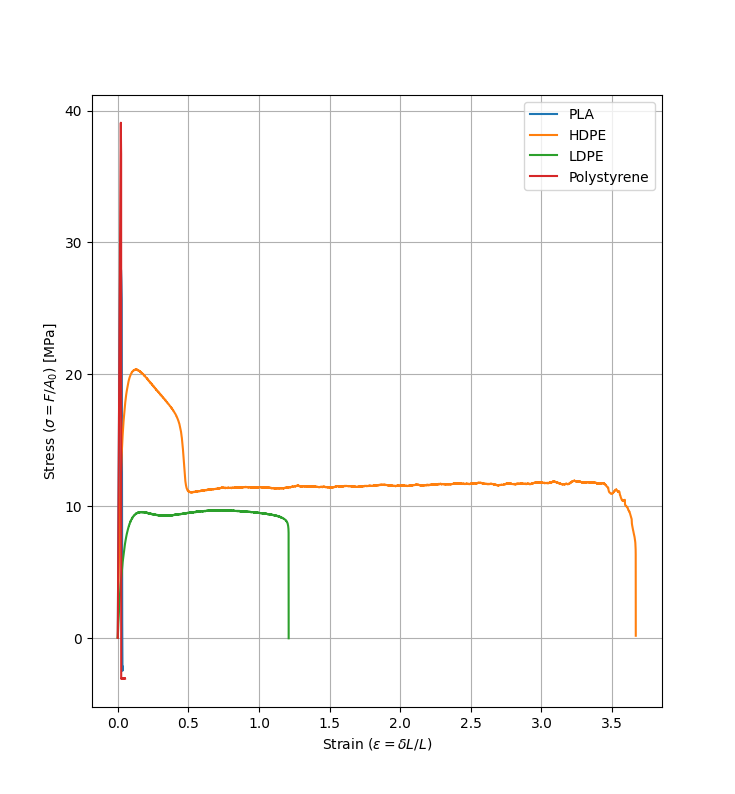 PLA
HDPE
LDPE
Polystyrene
40
30
20
10
0
Stress (σ = F/A₀) [MPa]
0.0 0.5 1.0 1.5 2.0 2.5 3.0 3.5
Strain (ε = δL/L)